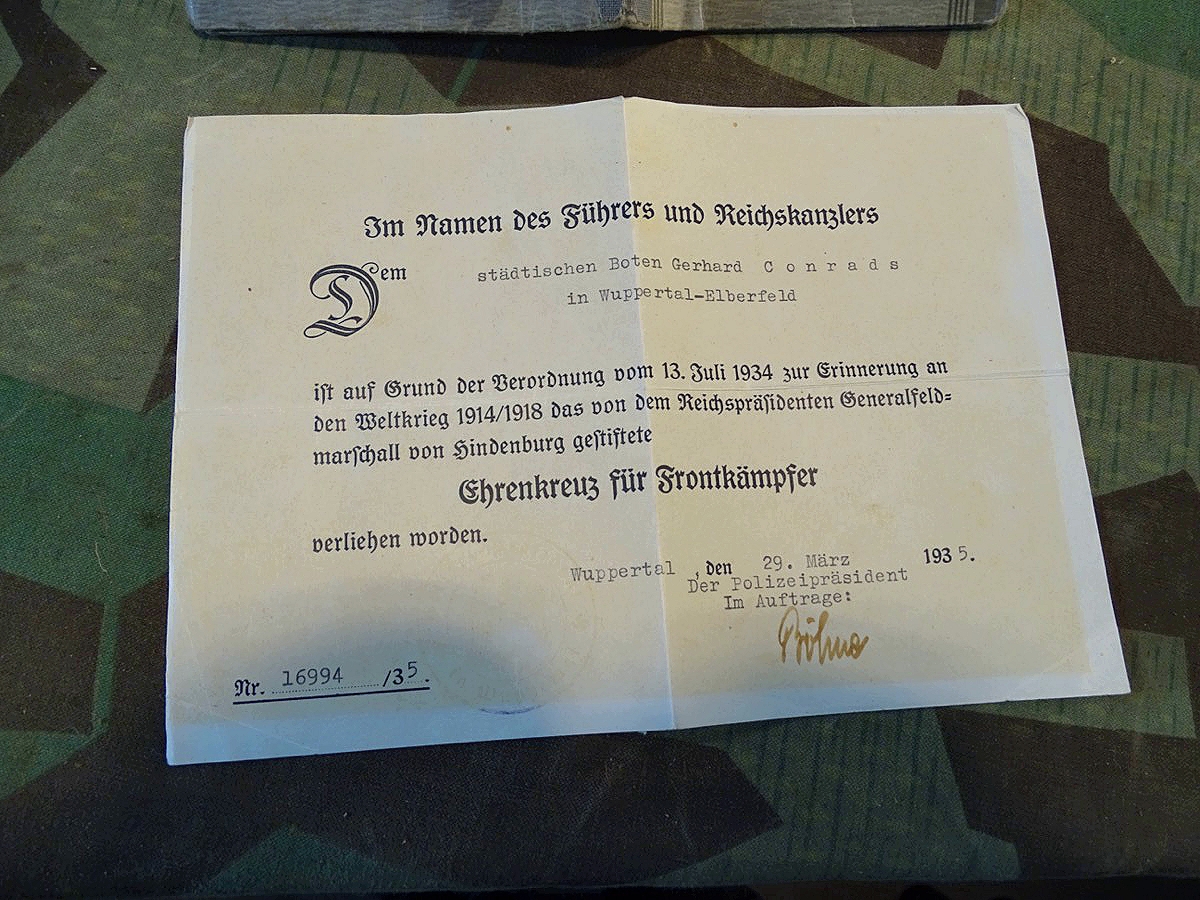 Im Namen des Führers und Reichskanzlers
Dem städtischen Boten Gerhard C o n r a d s
in Wuppertal-Elberfeld
ist auf Grund der Verordnung vom 13. Juli 1934 zur Erinnerung an
den Weltkrieg 1914/1918 das von dem Reichspräsidenten Generalfeld=
marschall von Hindenburg gestiftete
Ehrenkreuz für Frontkämpfer
verliehen worden.
Wuppertal, den 29. März 1935.
Der Polizeipräsident
Im Auftrage:
Nr. 16994 /35.